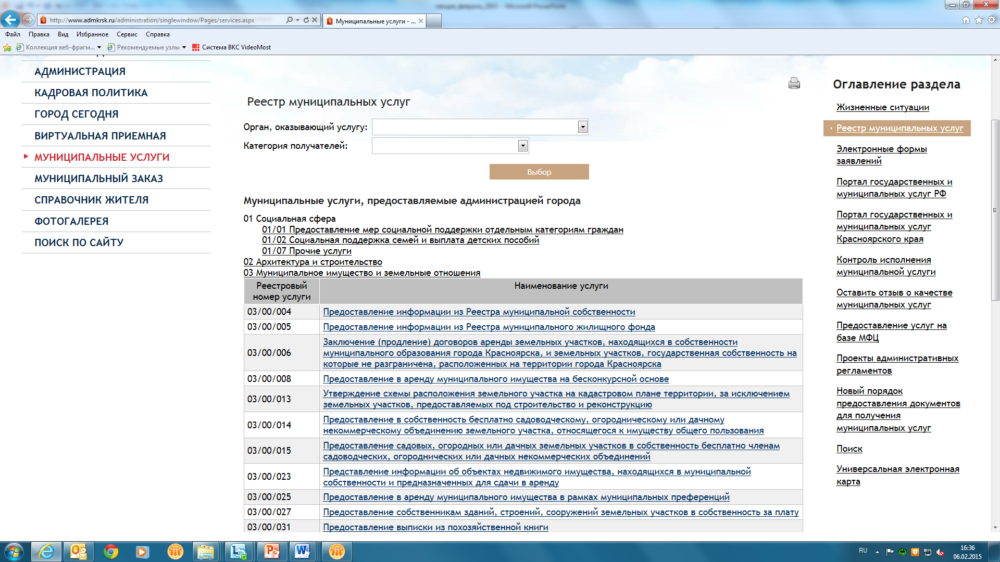 лекция_февраль_2015 - Microsoft PowerPoint
http://www.admkrsk.ru/administration/singlewindow/Pages/services.aspx
Муниципальные услуги - ...
Файл Правка Вид Избранное Сервис Справка
Коллекция веб-фрагм... Рекомендуемые узлы Система ВКС VideoMost
АДМИНИСТРАЦИЯ
КАДРОВАЯ ПОЛИТИКА
ГОРОД СЕГОДНЯ
ВИРТУАЛЬНАЯ ПРИЕМНАЯ
МУНИЦИПАЛЬНЫЕ УСЛУГИ
МУНИЦИПАЛЬНЫЙ ЗАКАЗ
СПРАВОЧНИК ЖИТЕЛЯ
ФОТОГАЛЕРЕЯ
ПОИСК ПО САЙТУ
Реестр муниципальных услуг
Орган, оказывающий услугу:
Категория получателей:
Выбор
Муниципальные услуги, предоставляемые администрацией города
01 Социальная сфера
01/01 Предоставление мер социальной поддержки отдельным категориям граждан
01/02 Социальная поддержка семей и выплата детских пособий
01/07 Прочие услуги
02 Архитектура и строительство
03 Муниципальное имущество и земельные отношения
Реестровый номер услуги Наименование услуги
03/00/004 Предоставление информации из Реестра муниципальной собственности
03/00/005 Предоставление информации из Реестра муниципального жилищного фонда
03/00/006 Заключение (продление) договоров аренды земельных участков, находящихся в собственности
муниципального образования города Красноярска, и земельных участков, государственная собственность на
которые не разграничена, расположенных на территории города Красноярска
03/00/008 Предоставление в аренду муниципального имущества на бесконкурсной основе
03/00/013 Утверждение схемы расположения земельного участка на кадастровом плане территории, за исключением
земельных участков, предоставляемых под строительство и реконструкцию
03/00/014 Предоставление в собственность бесплатно садоводческому, огородническому или дачному
некоммерческому объединению земельного участка, относящегося к имуществу общего пользования
03/00/015 Предоставление садовых, огородных или дачных земельных участков в собственность бесплатно членам
садоводческих, огороднических или дачных некоммерческих объединений
03/00/023 Представление информации об объектах недвижимого имущества, находящихся в муниципальной
собственности и предназначенных для сдачи в аренду
03/00/025 Предоставление в аренду муниципального имущества в рамках муниципальных преференций
03/00/027 Предоставление собственникам зданий, строений, сооружений земельных участков в собственность за плату
03/00/031 Предоставление выписки из похозяйственной книги
Оглавление раздела
Жизненные ситуации
Реестр муниципальных услуг
Электронные формы
заявлений
Портал государственных и
муниципальных услуг РФ
Портал государственных и
муниципальных услуг
Красноярского края
Контроль исполнения
муниципальной услуги
Оставить отзыв о качестве
муниципальных услуг
Предоставление услуг на
базе МФЦ
Проекты административных
регламентов
Новый порядок
предоставления документов
для получения
муниципальных услуг
Поиск
Универсальная электронная
карта
RU
16:36
06.02.2015